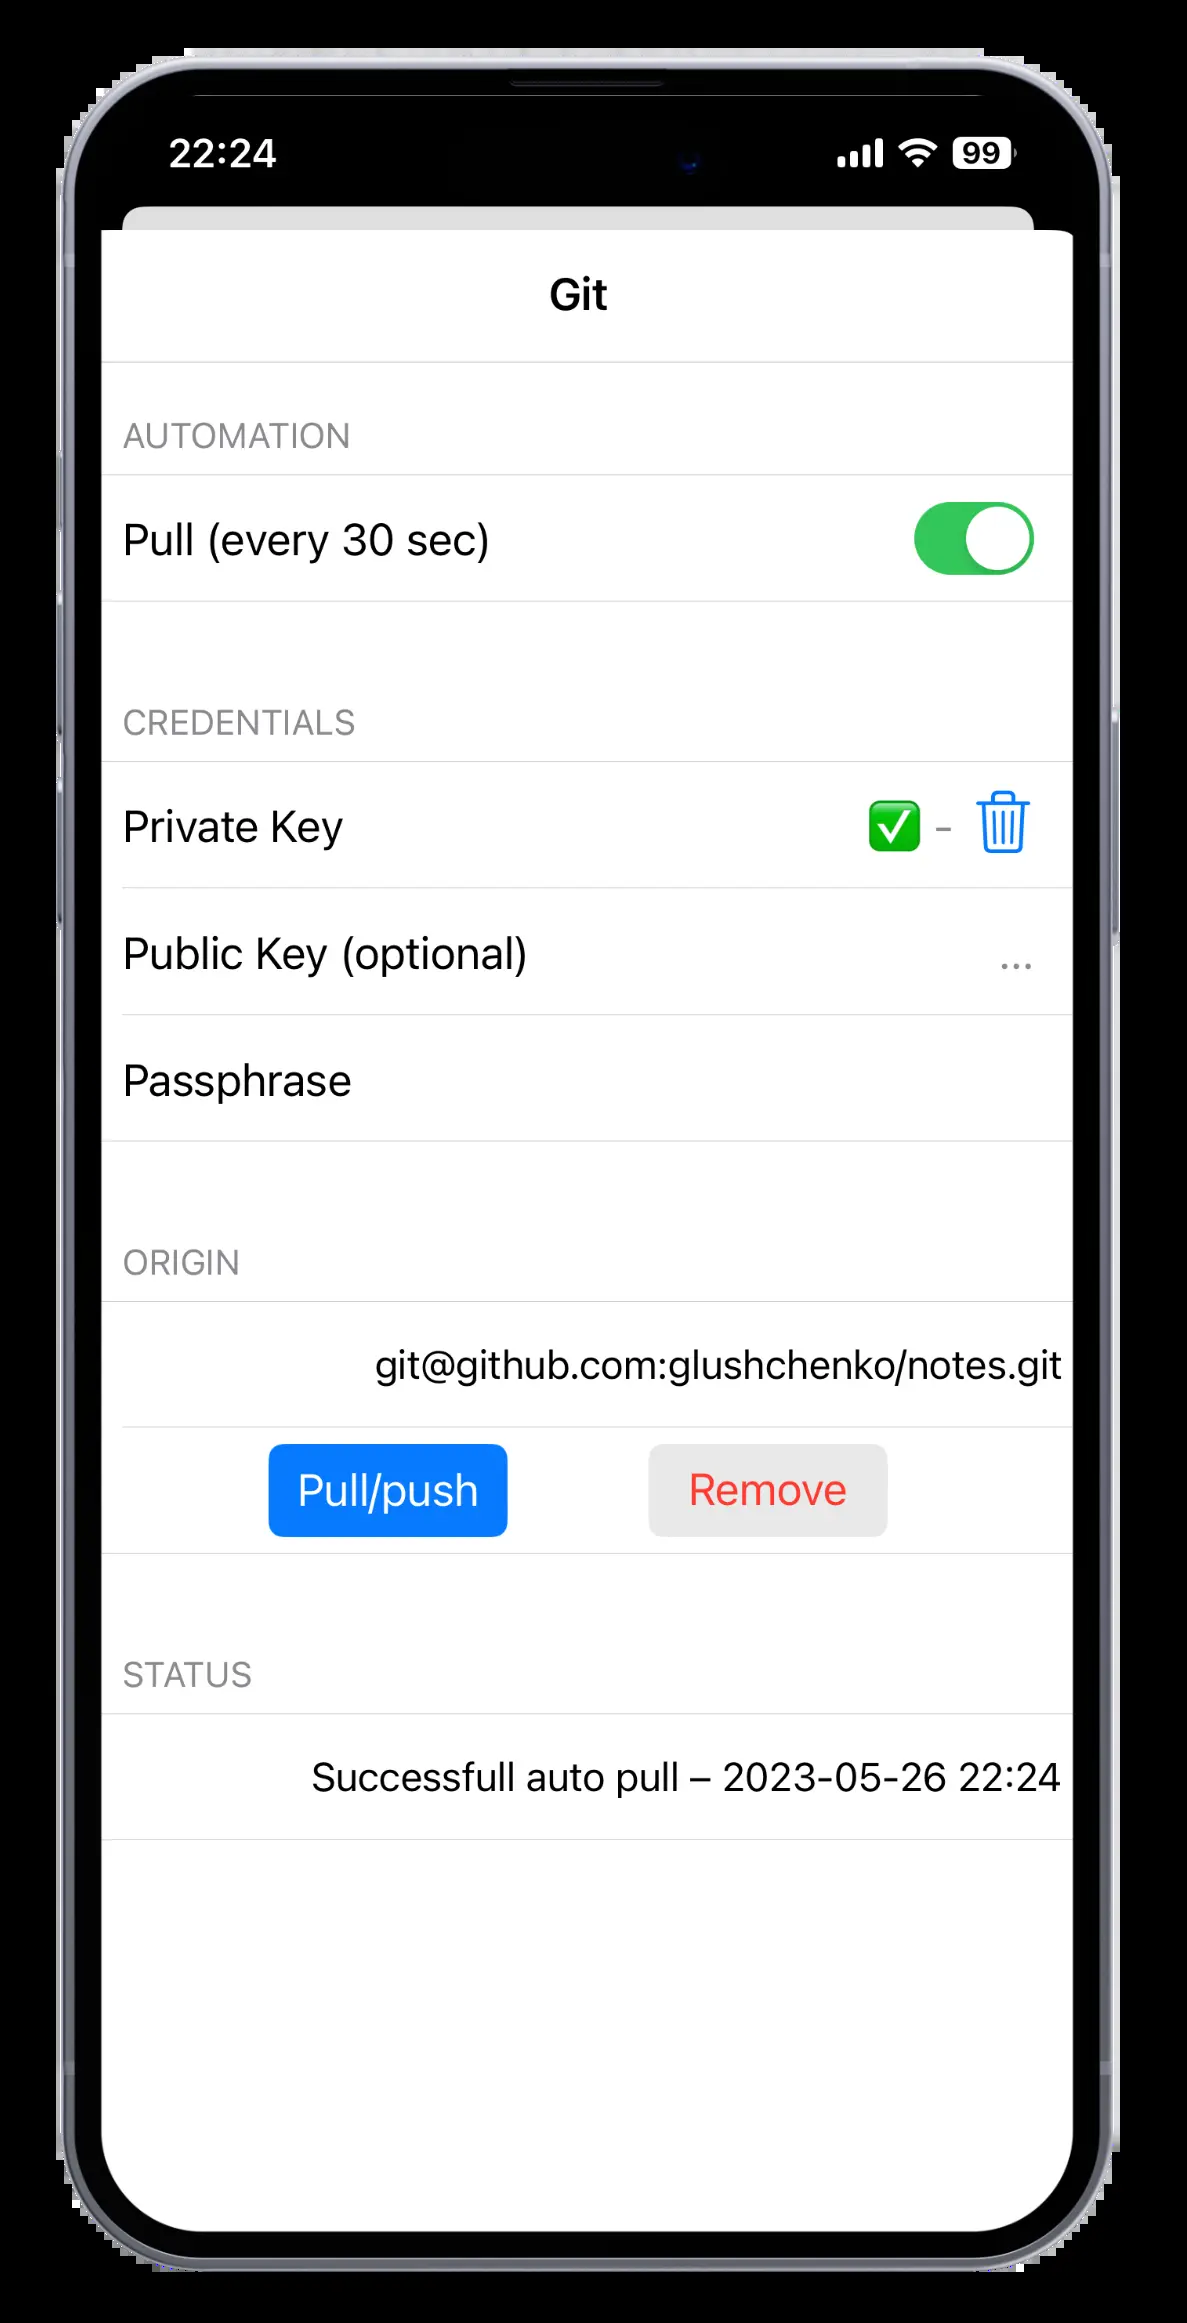 22:24
99
Git
AUTOMATION
Pull (every 30 sec)
CREDENTIALS
Private Key ✅ -
Public Key (optional) ...
Passphrase
ORIGIN
git@github.com:glushchenko/notes.git
Pull/push Remove
STATUS
Successfull auto pull – 2023-05-26 22:24